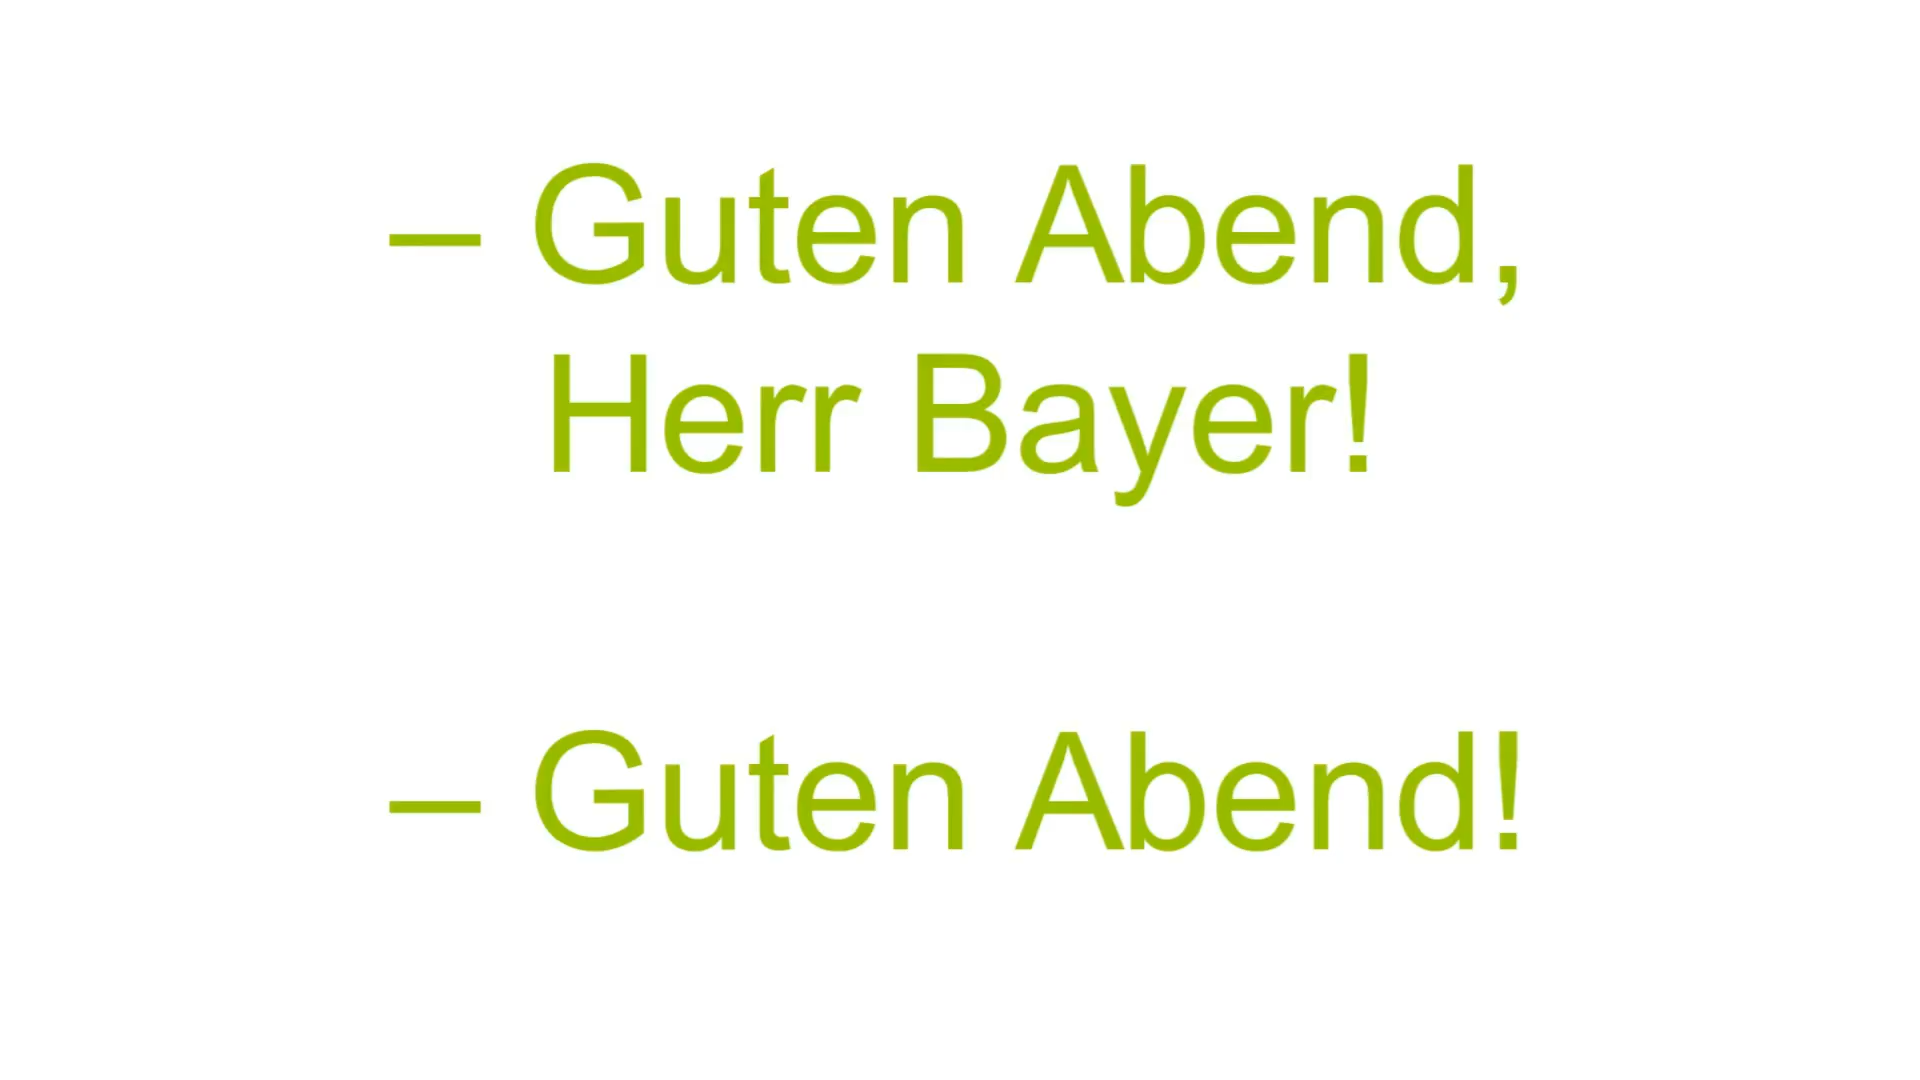 – Guten Abend,
Herr Bayer!
– Guten Abend!